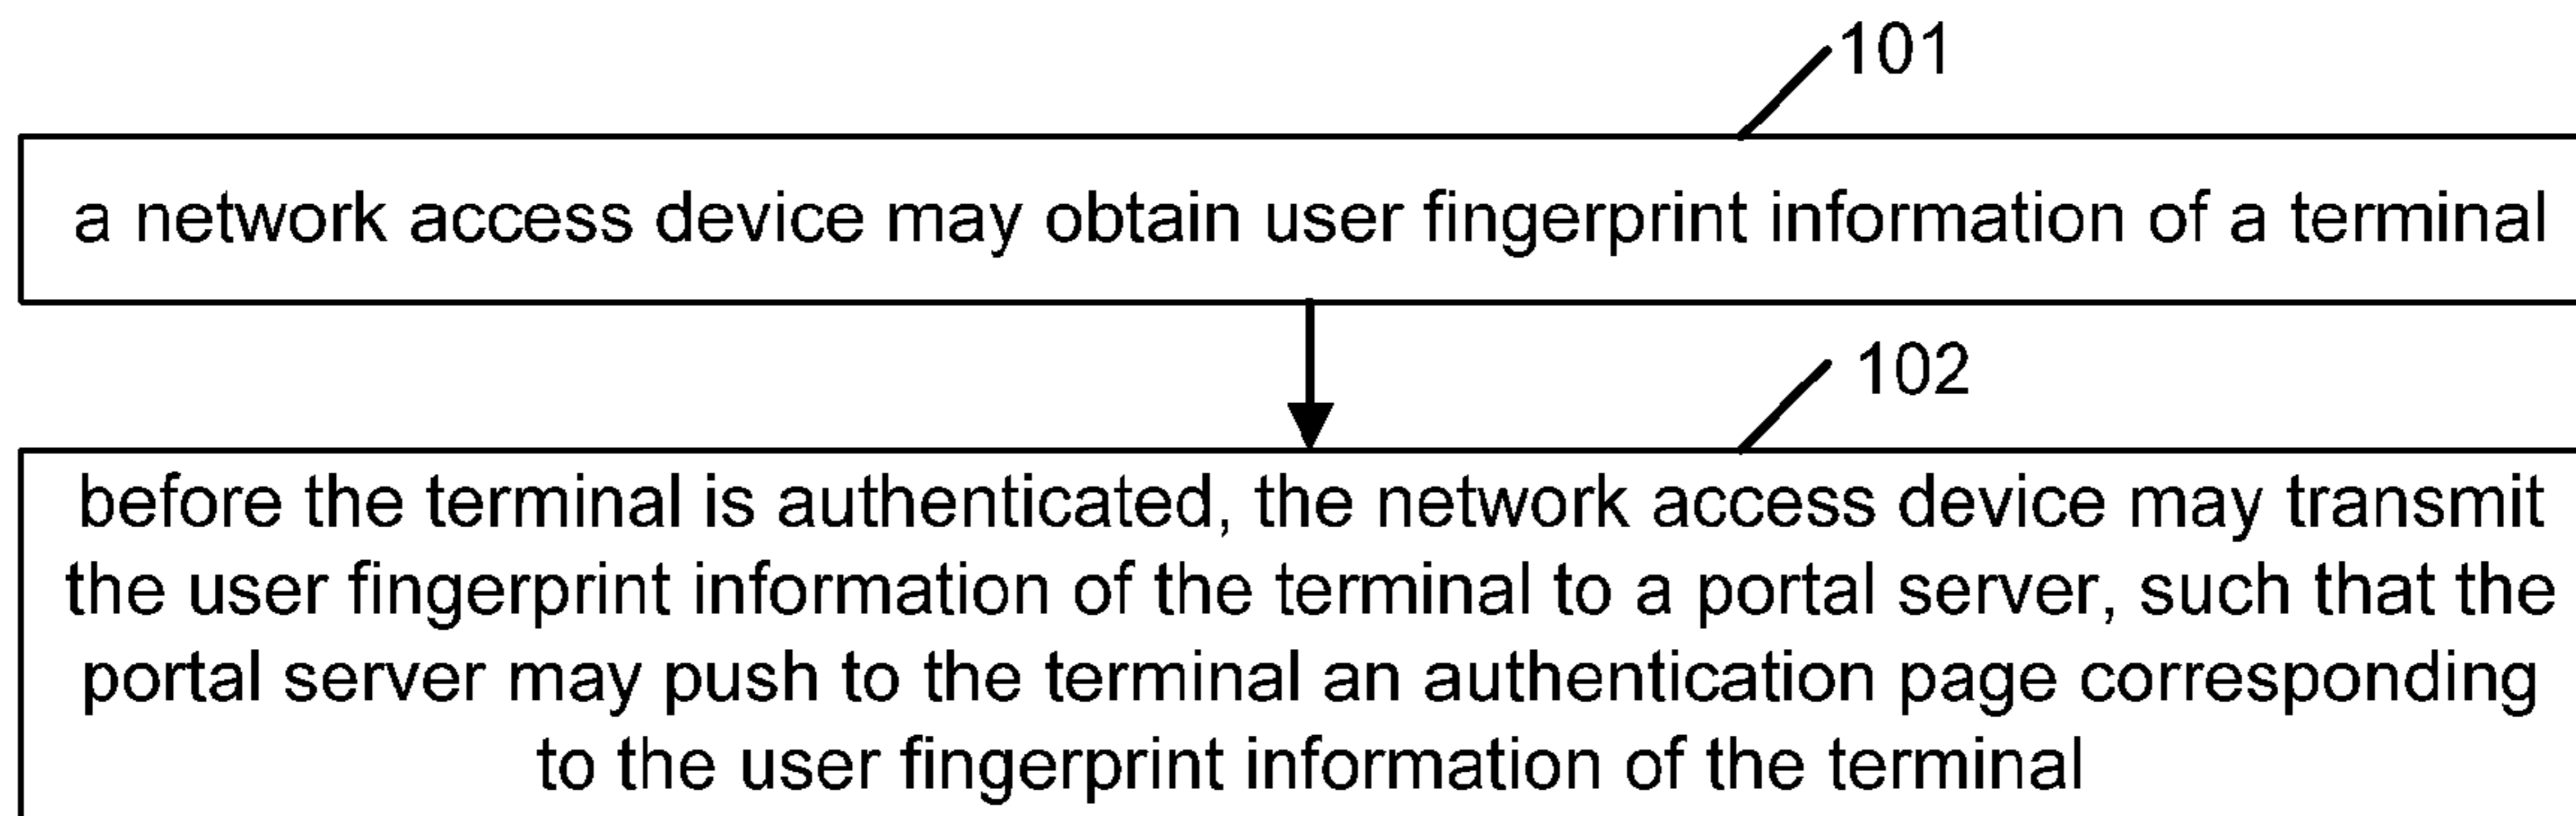 101
a network access device may obtain user fingerprint information of a terminal
102
before the terminal is authenticated, the network access device may transmit
the user fingerprint information of the terminal to a portal server, such that the
portal server may push to the terminal an authentication page corresponding
to the user fingerprint information of the terminal